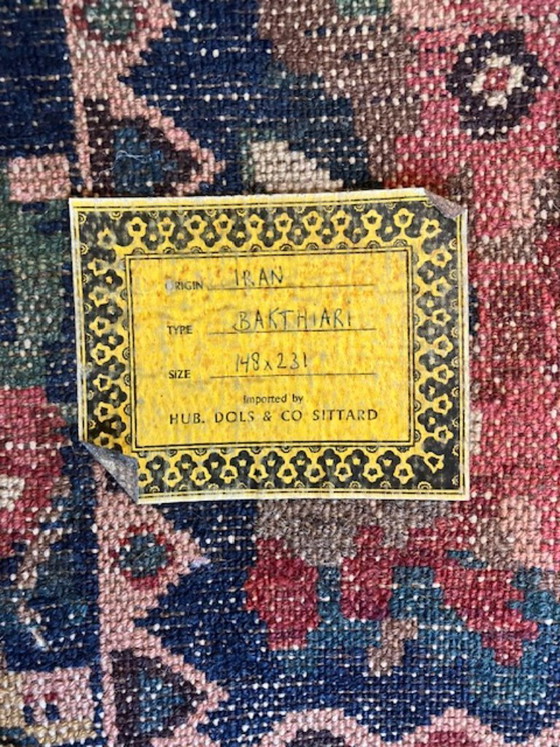 ORIGIN IRAN
TYPE BAKTHIARI
SIZE 148x231
Imported by
HUB. DOLS & CO SITTARD